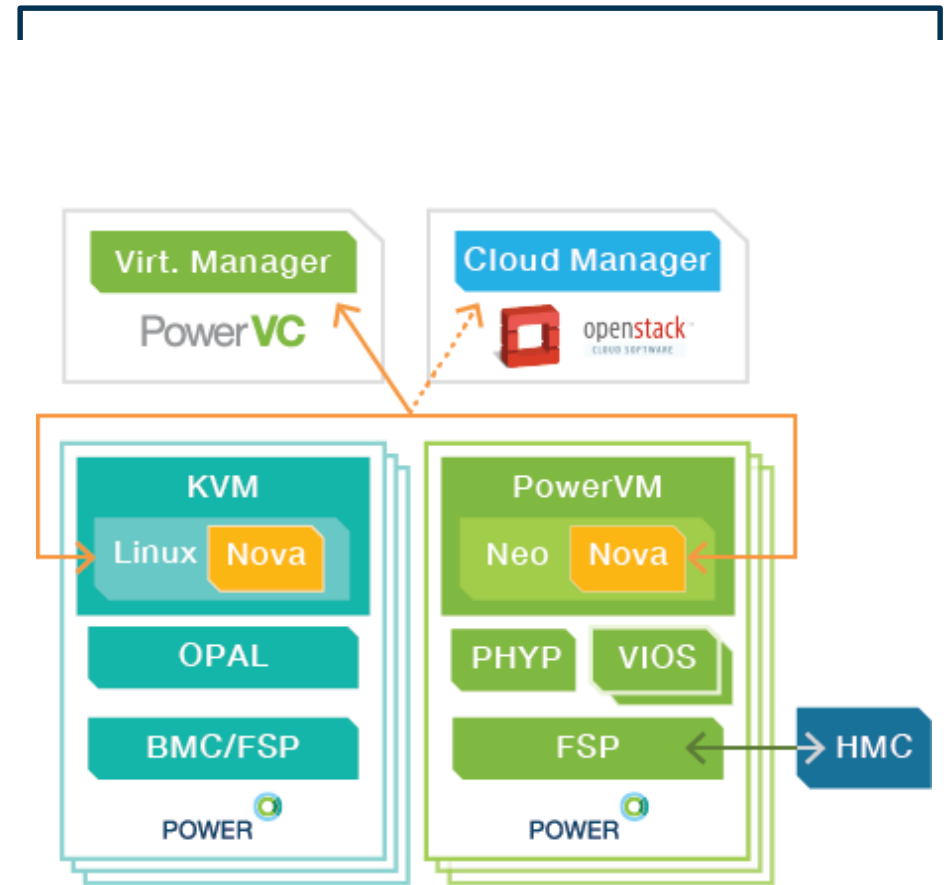 Virt. Manager
PowerVC
Cloud Manager
openstack
CLOUD SOFTWARE
KVM
Linux
Nova
OPAL
BMC/FSP
POWER
PowerVM
Neo
Nova
PHYP
VIOS
FSP
POWER
HMC